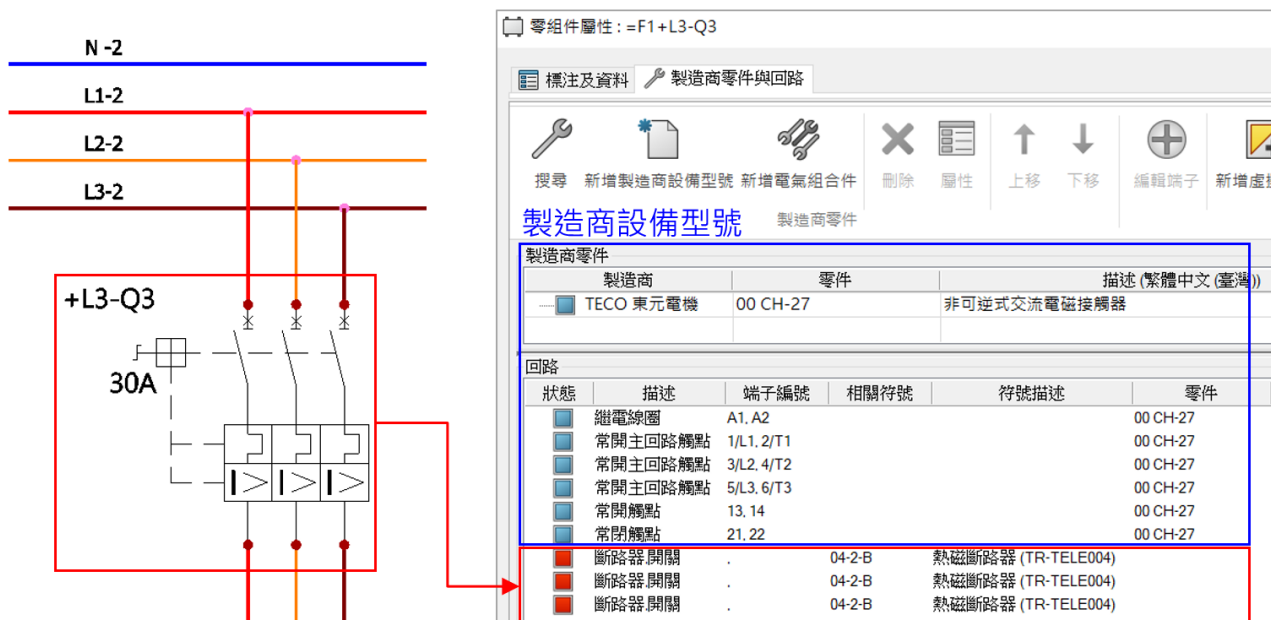 N -2
L1-2
L2-2
L3-2
+L3-Q3
30A
零組件屬性 : =F1+L3-Q3
標注及資料 製造商零件與回路
搜尋 新增製造商設備型號 新增電氣組合件 刪除 屬性 上移 下移 編輯端子 新增虛
製造商設備型號 製造商零件
製造商零件
製造商 零件 描述 (繁體中文 (臺灣))
TECO 東元電機 00 CH-27 非可逆式交流電磁接觸器
回路
狀態 描述 端子編號 相關符號 符號描述 零件
繼電線圈 A1, A2 00 CH-27
常開主回路觸點 1/L1, 2/T1 00 CH-27
常開主回路觸點 3/L2, 4/T2 00 CH-27
常開主回路觸點 5/L3, 6/T3 00 CH-27
常開觸點 13, 14 00 CH-27
常閉觸點 21, 22 00 CH-27
斷路器.開關 . 04-2-B 熱磁斷路器 (TR-TELE004)
斷路器.開關 . 04-2-B 熱磁斷路器 (TR-TELE004)
斷路器.開關 . 04-2-B 熱磁斷路器 (TR-TELE004)